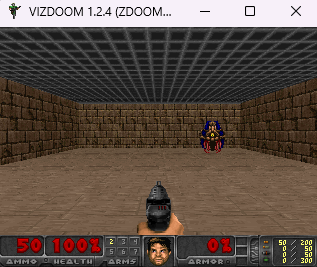 VIZDOOM 1.2.4 (ZDOOM...
50 100% 2 3 4 5 6 7 0% 50 / 200
0 / 50
0 / 300
AMMO HEALTH ARMS ARMOR 0 / 300